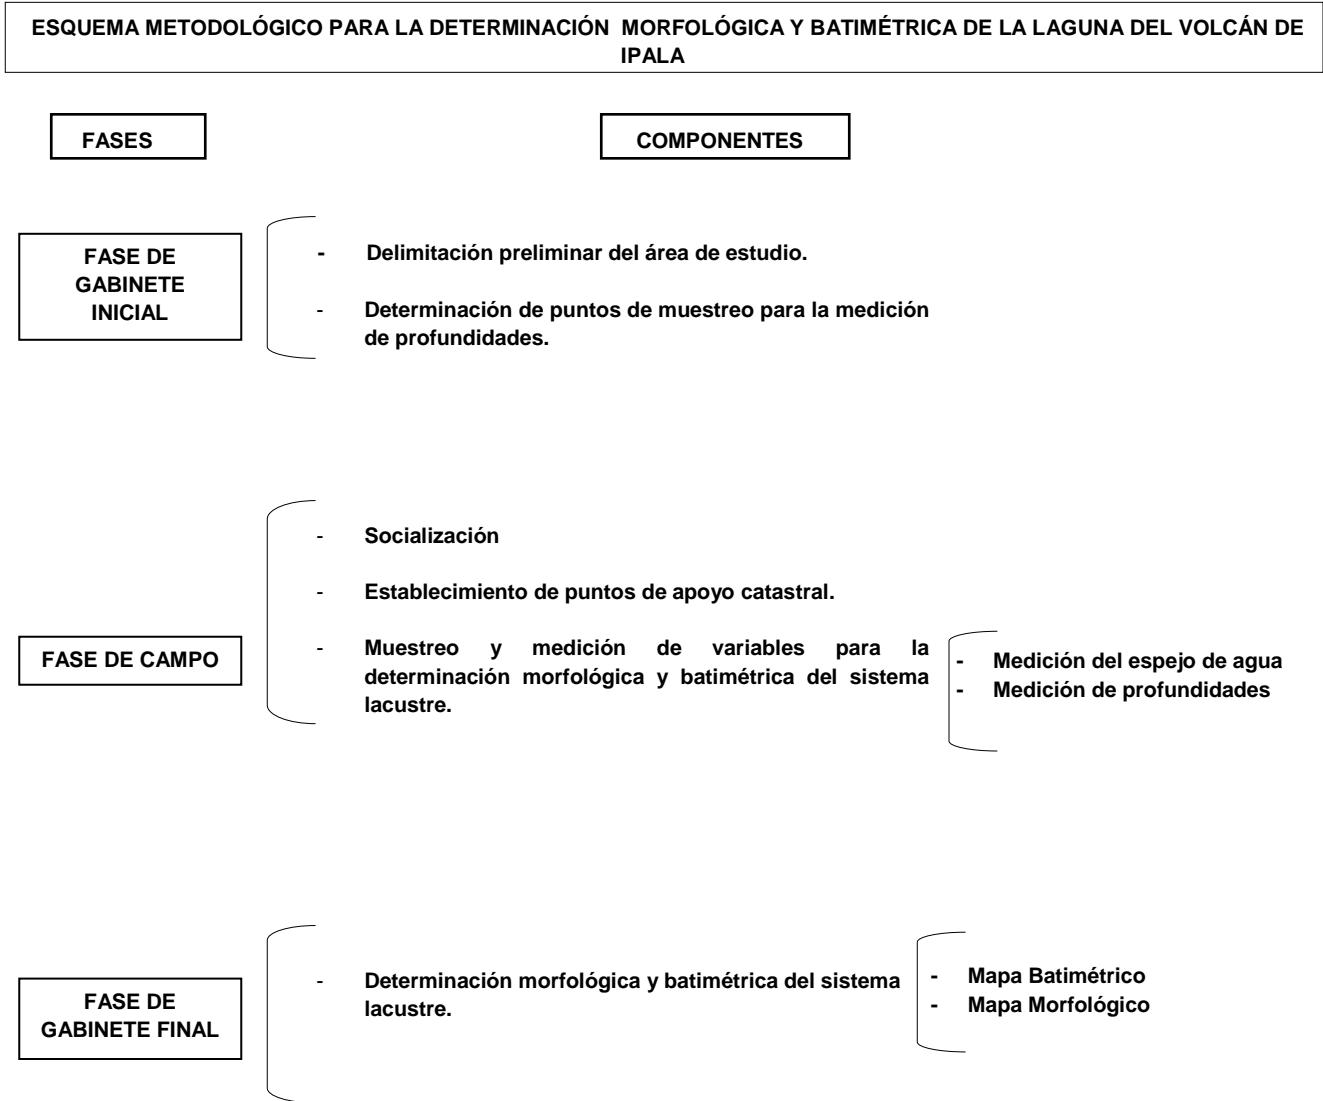 ESQUEMA METODOLÓGICO PARA LA DETERMINACIÓN MORFOLÓGICA Y BATIMÉTRICA DE LA LAGUNA DEL VOLCÁN DE
IPALA
FASES
COMPONENTES
FASE DE
GABINETE
INICIAL
- Delimitación preliminar del área de estudio.
- Determinación de puntos de muestreo para la medición
de profundidades.
FASE DE CAMPO
- Socialización
- Establecimiento de puntos de apoyo catastral.
- Muestreo y medición de variables para la
determinación morfológica y batimétrica del sistema
lacustre.
- Medición del espejo de agua
- Medición de profundidades
FASE DE
GABINETE FINAL
- Determinación morfológica y batimétrica del sistema
lacustre.
- Mapa Batimétrico
- Mapa Morfológico